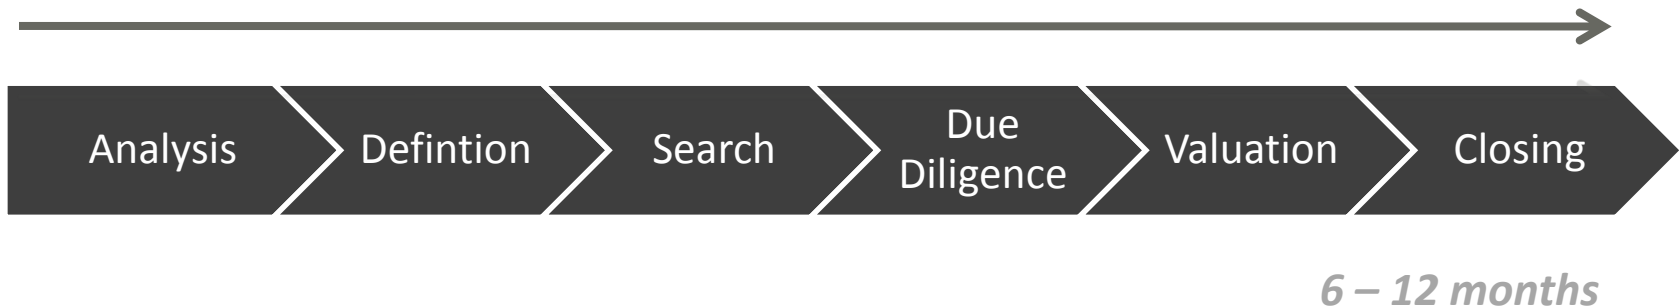 Analysis
Defintion
Search
Due
Diligence
Valuation
Closing
6 – 12 months